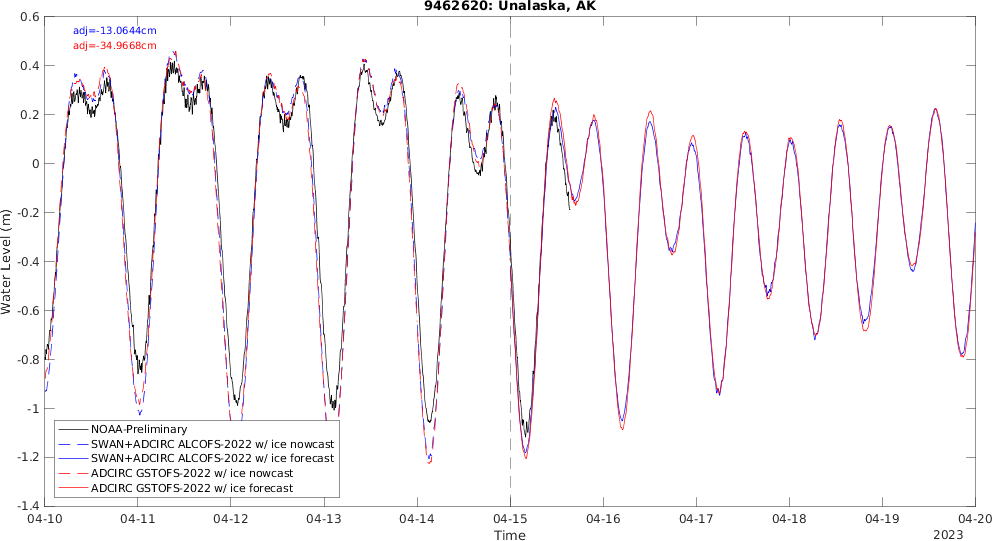 9462620: Unalaska, AK
adj=-13.0644cm
adj=-34.9668cm
0.6
0.4
0.2
0
-0.2
-0.4
-0.6
-0.8
-1
-1.2
-1.4
Water Level (m)
NOAA-Preliminary
SWAN+ADCIRC ALCOFS-2022 w/ ice nowcast
SWAN+ADCIRC ALCOFS-2022 w/ ice forecast
ADCIRC GSTOFS-2022 w/ ice nowcast
ADCIRC GSTOFS-2022 w/ ice forecast
04-10 04-11 04-12 04-13 04-14 04-15 04-16 04-17 04-18 04-19 04-20
Time
2023